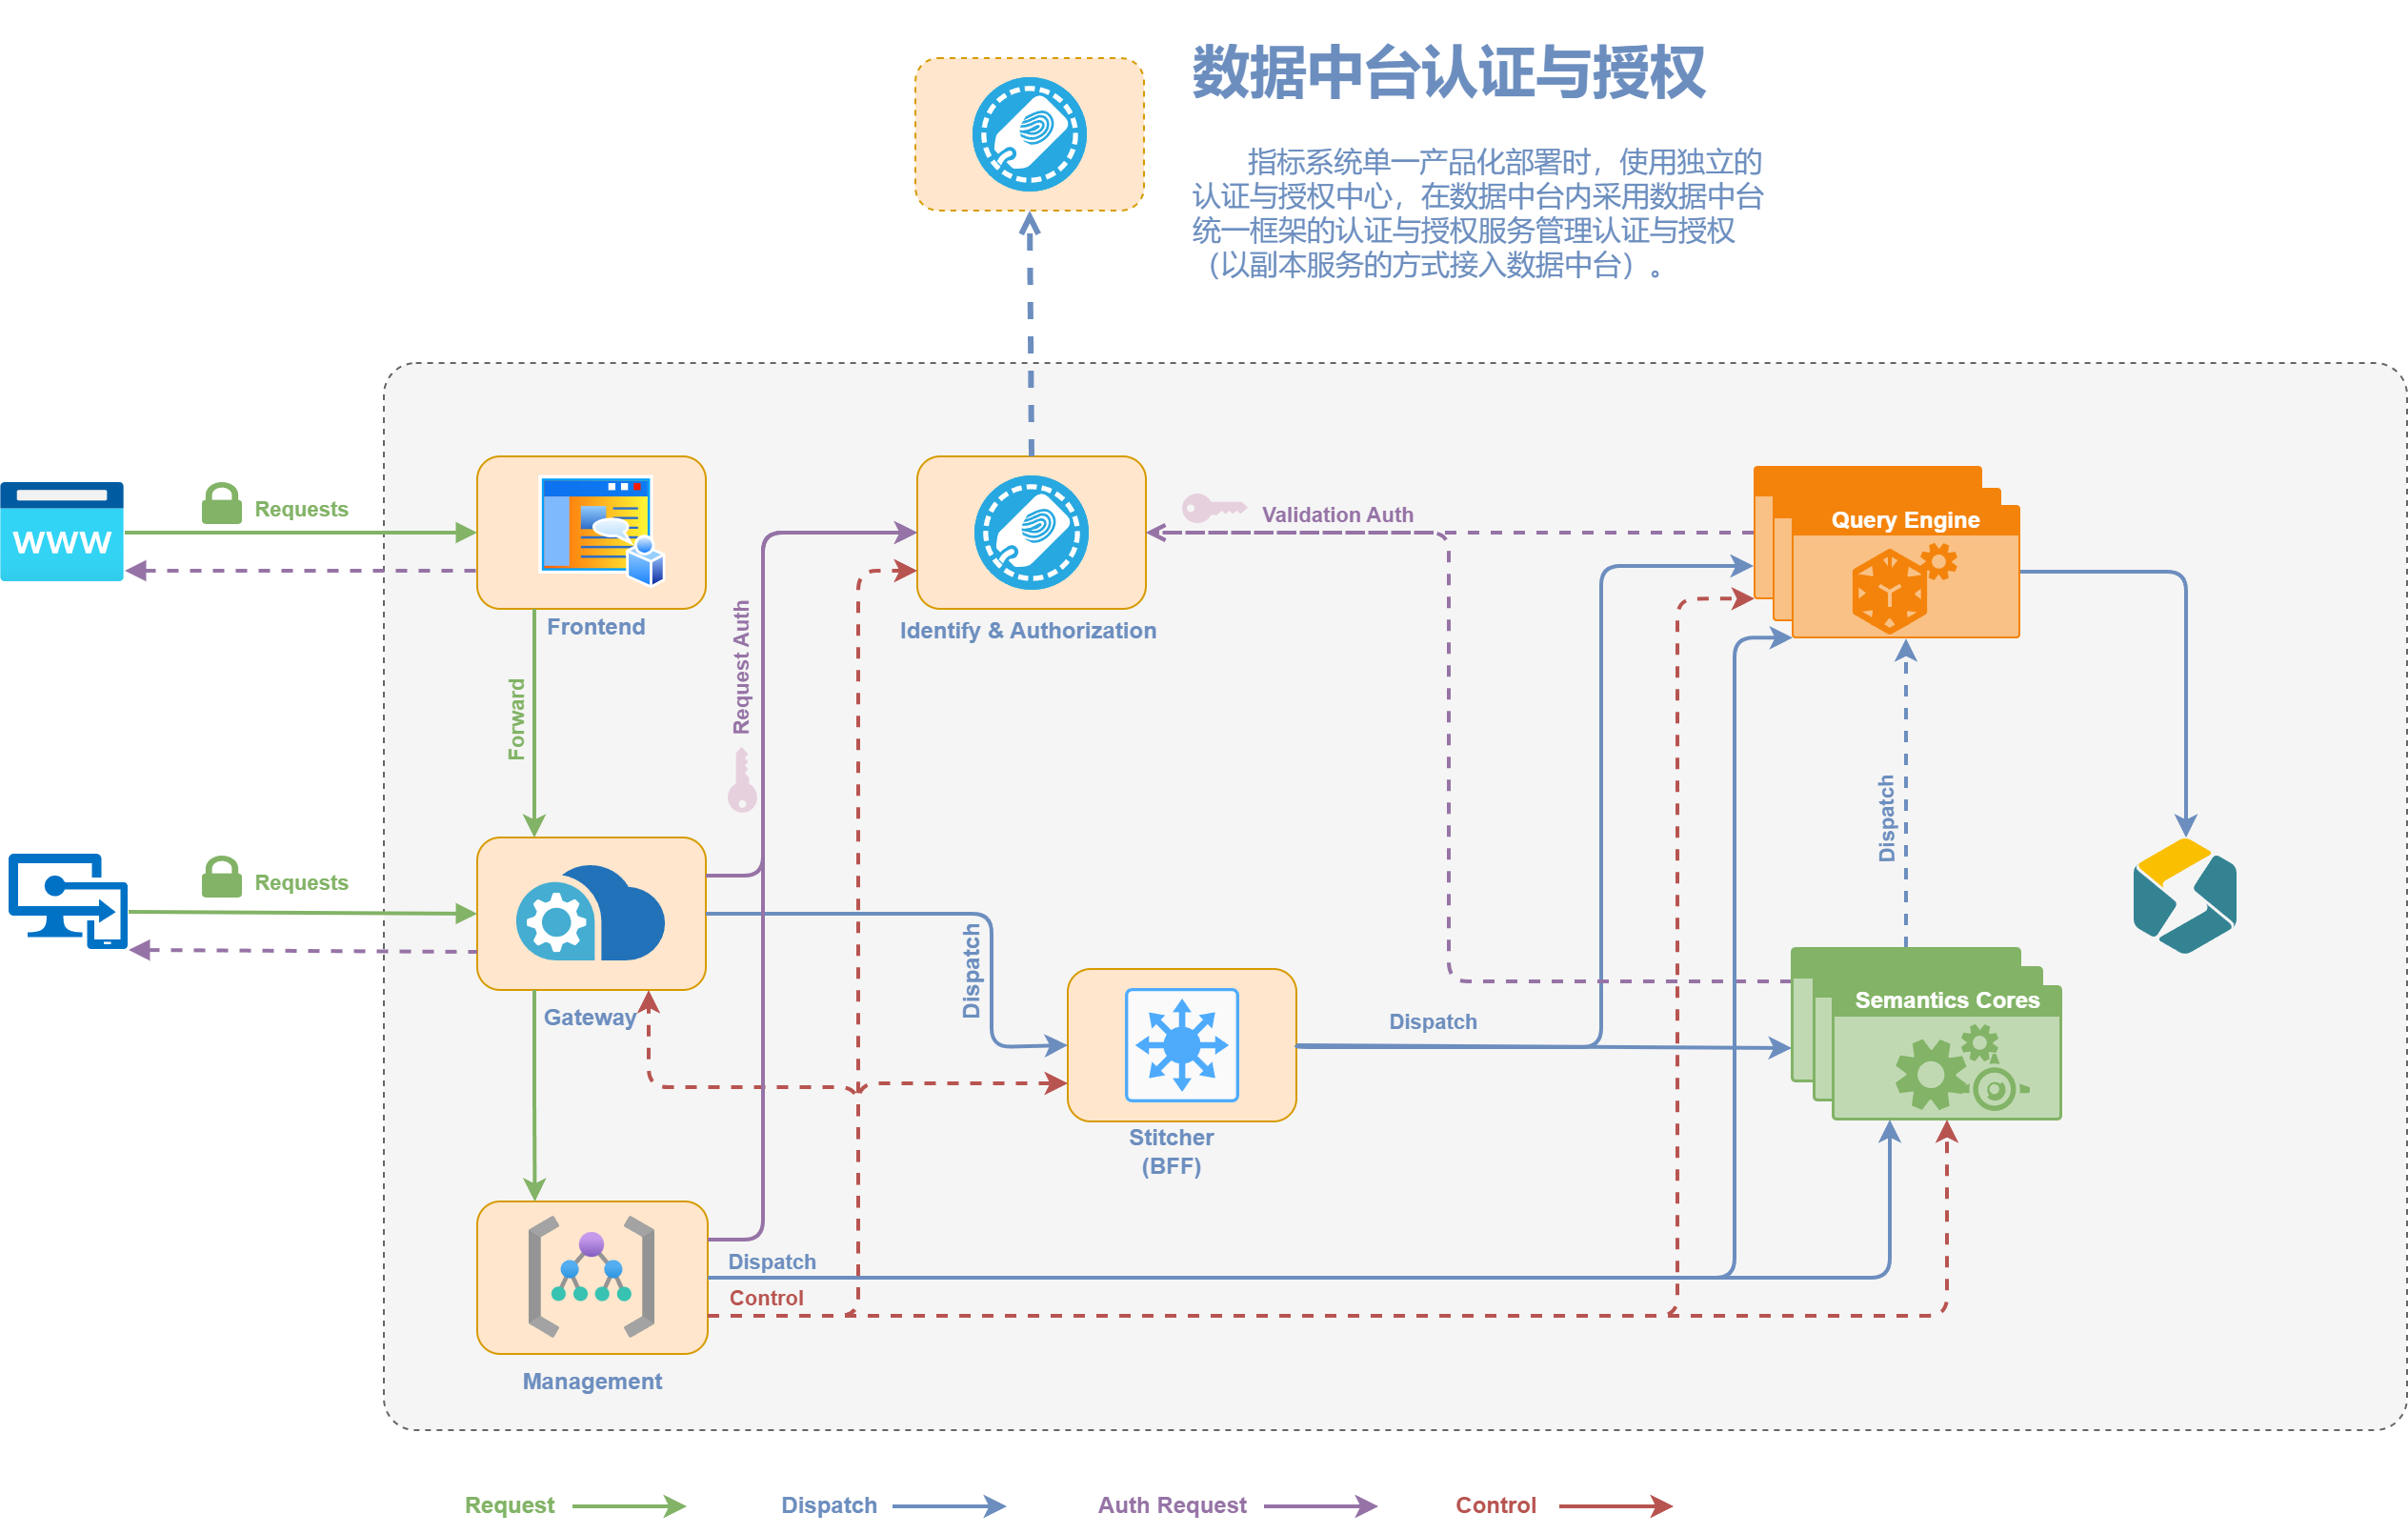 数据中台认证与授权
指标系统单一产品化部署时，使用独立的
认证与授权中心，在数据中台内采用数据中台
统一框架的认证与授权服务管理认证与授权
（以副本服务的方式接入数据中台）。
www
Requests
Frontend
Forward
Request Auth
Identify & Authorization
Validation Auth
Query Engine
Requests
Gateway
Dispatch
Stitcher
(BFF)
Dispatch
Dispatch
Semantics Cores
Management
Dispatch
Control
Request
Dispatch
Auth Request
Control